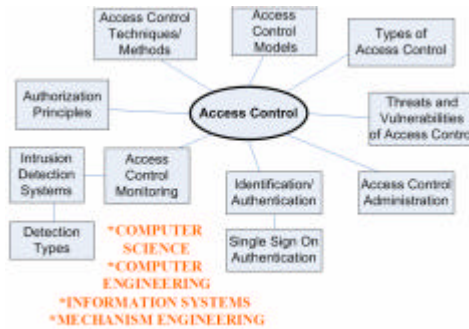 Access Control
Techniques/
Methods
Access
Control
Models
Types of
Access Control
Authorization
Principles
Access Control
Threats and
Vulnerabilities
of Access Control
Intrusion
Detection
Systems
Access
Control
Monitoring
Identification/
Authentication
Access Control
Administration
Detection
Types
Single Sign On
Authentication
*COMPUTER
SCIENCE
*COMPUTER
ENGINEERING
*INFORMATION SYSTEMS
*MECHANISM ENGINEERING